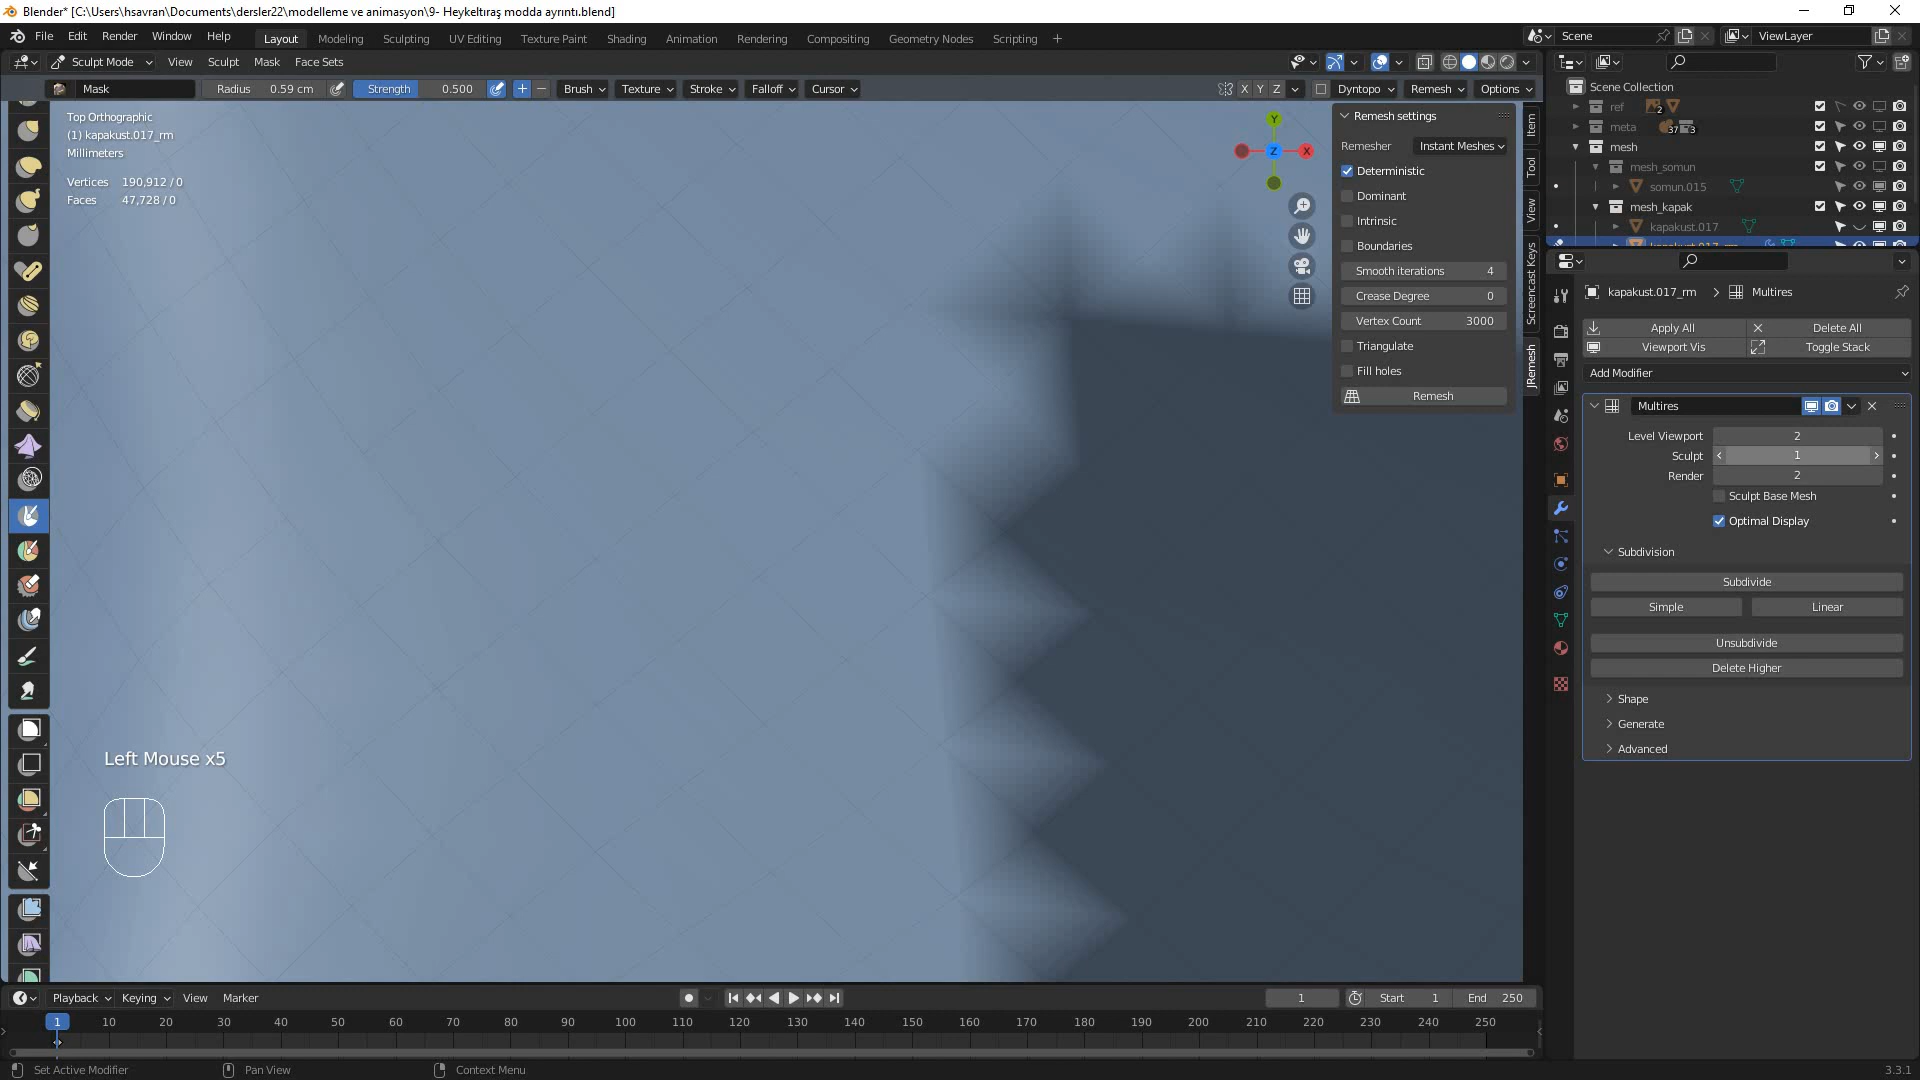 Blender* [C:\Users\hsavran\Documents\dersler22\modelleme ve animasyon\9- Heykeltıraş modda ayrıntı.blend]
File Edit Render Window Help Layout Modeling Sculpting UV Editing Texture Paint Shading Animation Rendering Compositing Geometry Nodes Scripting + Scene ViewLayer
Sculpt Mode View Sculpt Mask Face Sets
Mask Radius 0.59 cm Strength 0.500 Brush Texture Stroke Falloff Cursor X Y Z Dyntopo Remesh Options
Top Orthographic
(1) kapakust.017_rm
Millimeters
Vertices 190,912 / 0
Faces 47,728 / 0
Y
Z
X
Remesh settings
Remesher Instant Meshes
Deterministic
Dominant
Intrinsic
Boundaries
Smooth iterations 4
Crease Degree 0
Vertex Count 3000
Triangulate
Fill holes
Remesh
Item
Tool
View
Screencast Keys
JRemesh
Scene Collection
ref 2
meta 37 3
mesh
mesh_somun
somun.015
mesh_kapak
kapakust.017
kapakust.017_rm
kapakust.017_rm Multires
Apply All Delete All
Viewport Vis Toggle Stack
Add Modifier
Multires
Level Viewport 2
Sculpt 1
Render 2
Sculpt Base Mesh
Optimal Display
Subdivision
Subdivide
Simple Linear
Unsubdivide
Delete Higher
Shape
Generate
Advanced
Left Mouse x5
Playback Keying View Marker 1 Start 1 End 250
1 10 20 30 40 50 60 70 80 90 100 110 120 130 140 150 160 170 180 190 200 210 220 230 240 250
Set Active Modifier Pan View Context Menu 3.3.1